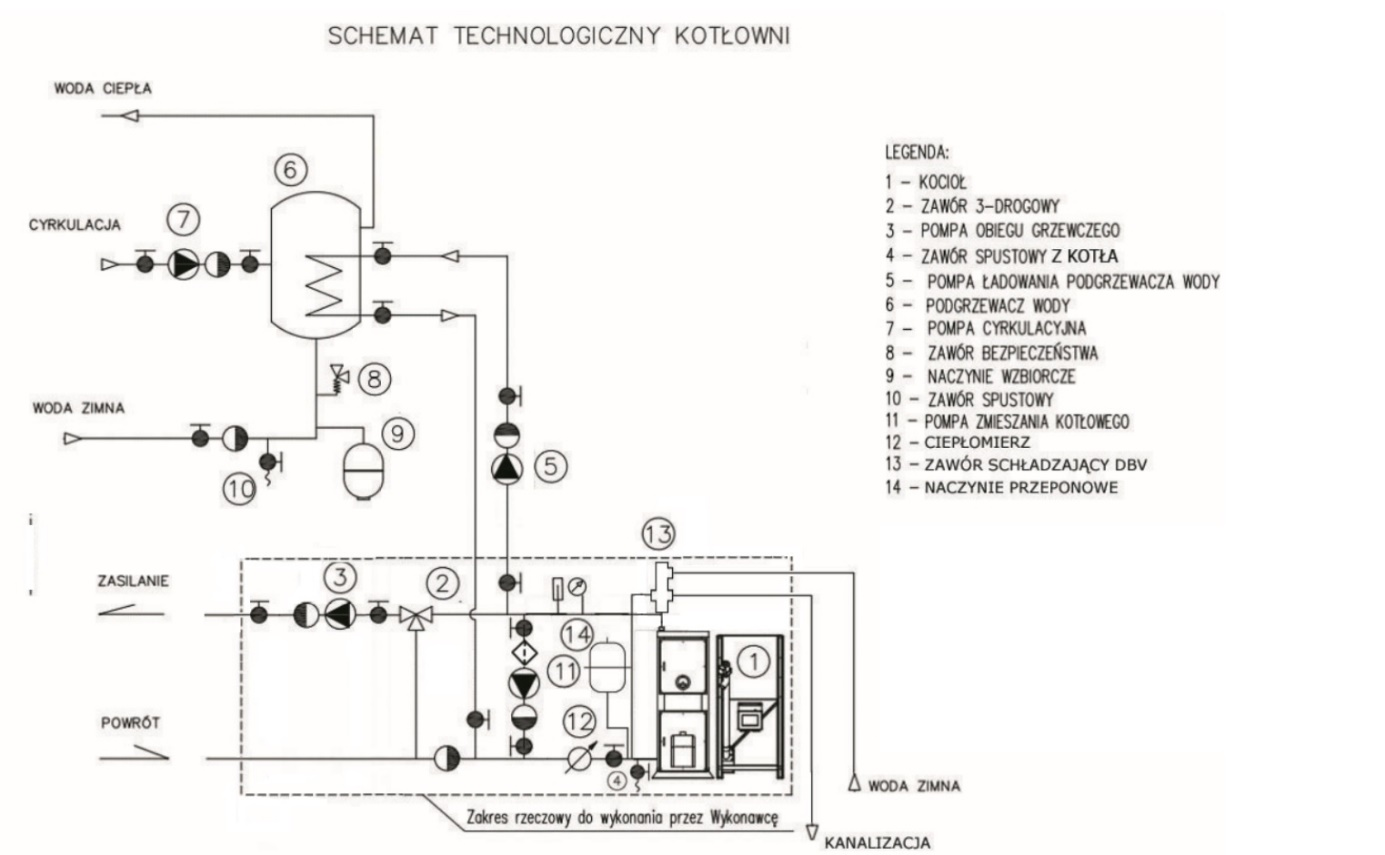 SCHEMAT TECHNOLOGICZNY KOTŁOWNI
WODA CIEPŁA
6
CYRKULACJA
7
8
WODA ZIMNA
9
10
5
LEGENDA:
1 – KOCIOŁ
2 – ZAWÓR 3–DROGOWY
3 – POMPA OBIEGU GRZEWCZEGO
4 – ZAWÓR SPUSTOWY Z KOTŁA
5 – POMPA ŁADOWANIA PODGRZEWACZA WODY
6 – PODGRZEWACZ WODY
7 – POMPA CYRKULACYJNA
8 – ZAWÓR BEZPIECZEŃSTWA
9 – NACZYNIE WZBIORCZE
10 – ZAWÓR SPUSTOWY
11 – POMPA ZMIESZANIA KOTŁOWEGO
12 – CIEPŁOMIERZ
13 – ZAWÓR SCHŁADZAJĄCY DBV
14 – NACZYNIE PRZEPONOWE
13
ZASILANIE
3
2
14
11
1
POWRÓT
12
4
WODA ZIMNA
Zakres rzeczowy do wykonania przez Wykonawcę
KANALIZACJA